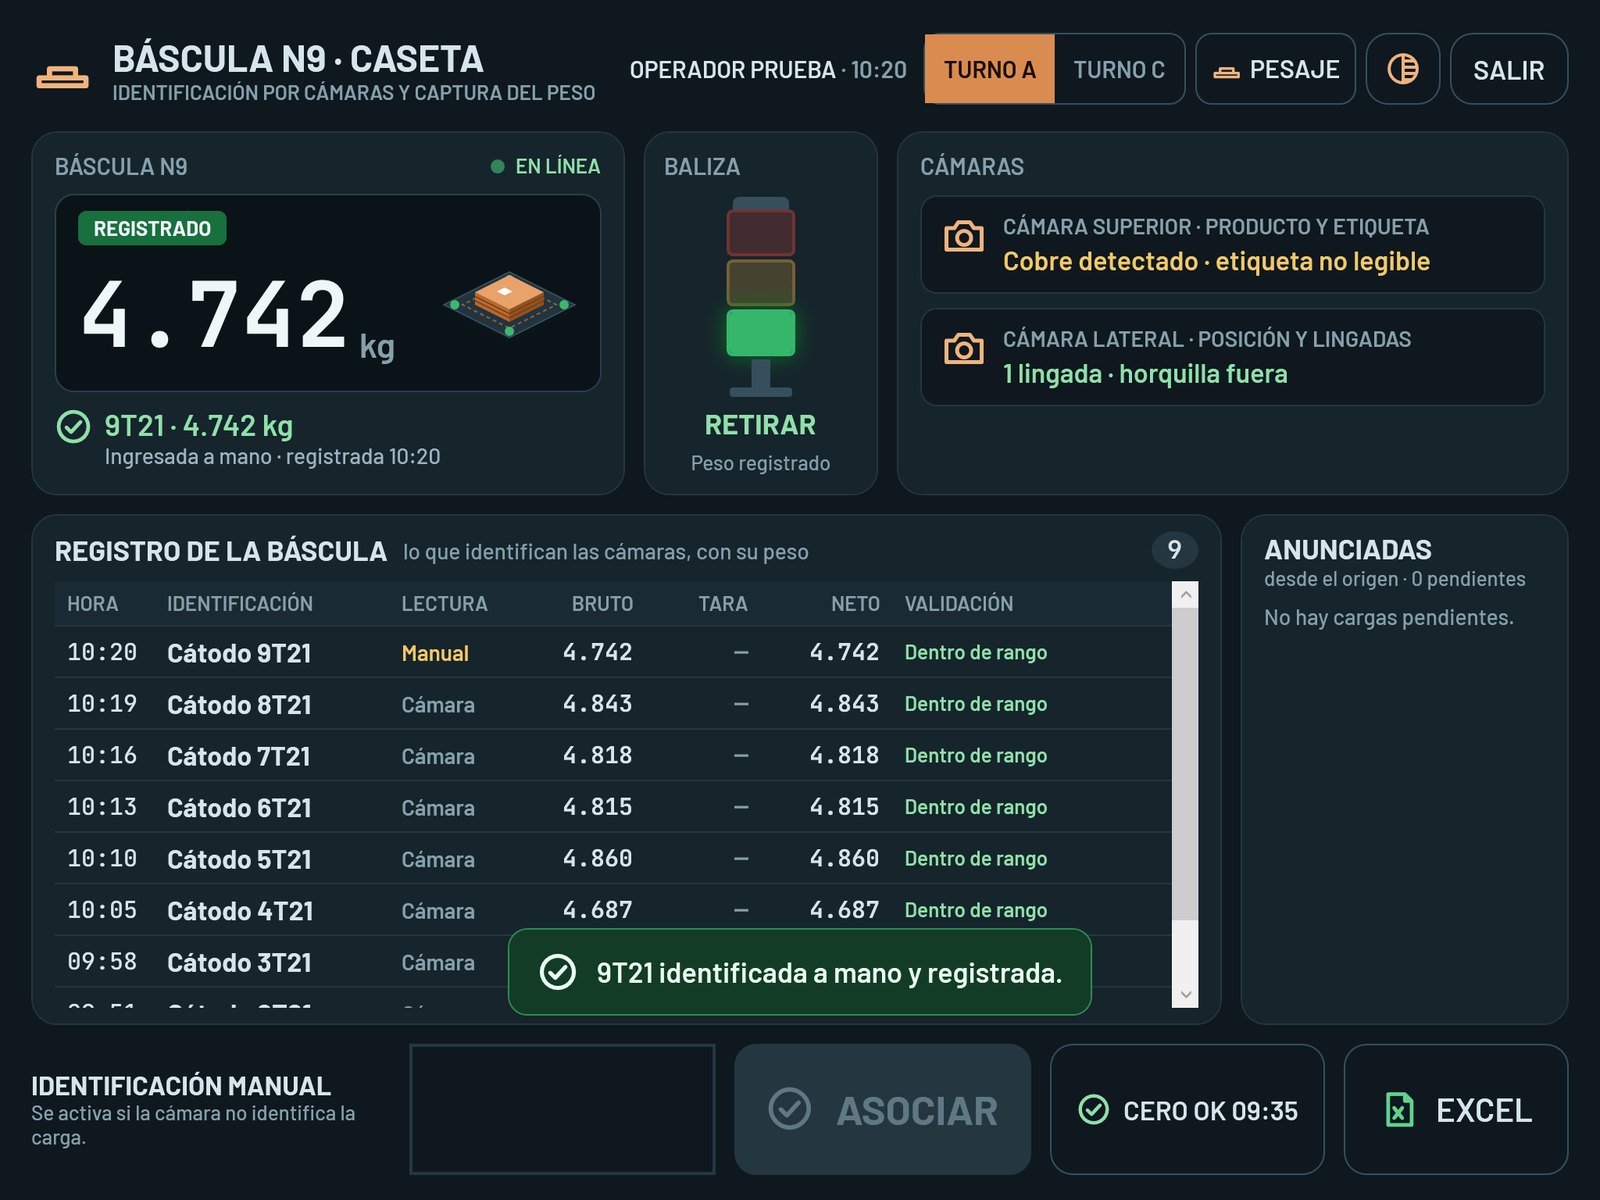 BÁSCULA N9 · CASETA
IDENTIFICACIÓN POR CÁMARAS Y CAPTURA DEL PESO
OPERADOR PRUEBA · 10:20
TURNO A
TURNO C
PESAJE
SALIR
BÁSCULA N9
EN LÍNEA
REGISTRADO
4.742 kg
9T21 · 4.742 kg
Ingresada a mano · registrada 10:20
BALIZA
RETIRAR
Peso registrado
CÁMARAS
CÁMARA SUPERIOR · PRODUCTO Y ETIQUETA
Cobre detectado · etiqueta no legible
CÁMARA LATERAL · POSICIÓN Y LINGADAS
1 lingada · horquilla fuera
REGISTRO DE LA BÁSCULA lo que identifican las cámaras, con su peso 9
HORA IDENTIFICACIÓN LECTURA BRUTO TARA NETO VALIDACIÓN
10:20 Cátodo 9T21 Manual 4.742 — 4.742 Dentro de rango
10:19 Cátodo 8T21 Cámara 4.843 — 4.843 Dentro de rango
10:16 Cátodo 7T21 Cámara 4.818 — 4.818 Dentro de rango
10:13 Cátodo 6T21 Cámara 4.815 — 4.815 Dentro de rango
10:10 Cátodo 5T21 Cámara 4.860 — 4.860 Dentro de rango
10:05 Cátodo 4T21 Cámara 4.687 — 4.687 Dentro de rango
09:58 Cátodo 3T21 Cámara
9T21 identificada a mano y registrada.
ANUNCIADAS
desde el origen · 0 pendientes
No hay cargas pendientes.
IDENTIFICACIÓN MANUAL
Se activa si la cámara no identifica la
carga.
ASOCIAR
CERO OK 09:35
EXCEL